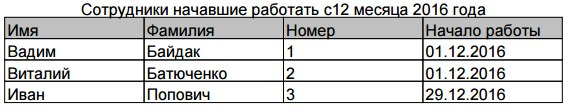 Сотрудники начавшие работать с12 месяца 2016 года
Имя Фамилия Номер Начало работы
Вадим Байдак 1 01.12.2016
Виталий Батюченко 2 01.12.2016
Иван Попович 3 29.12.2016